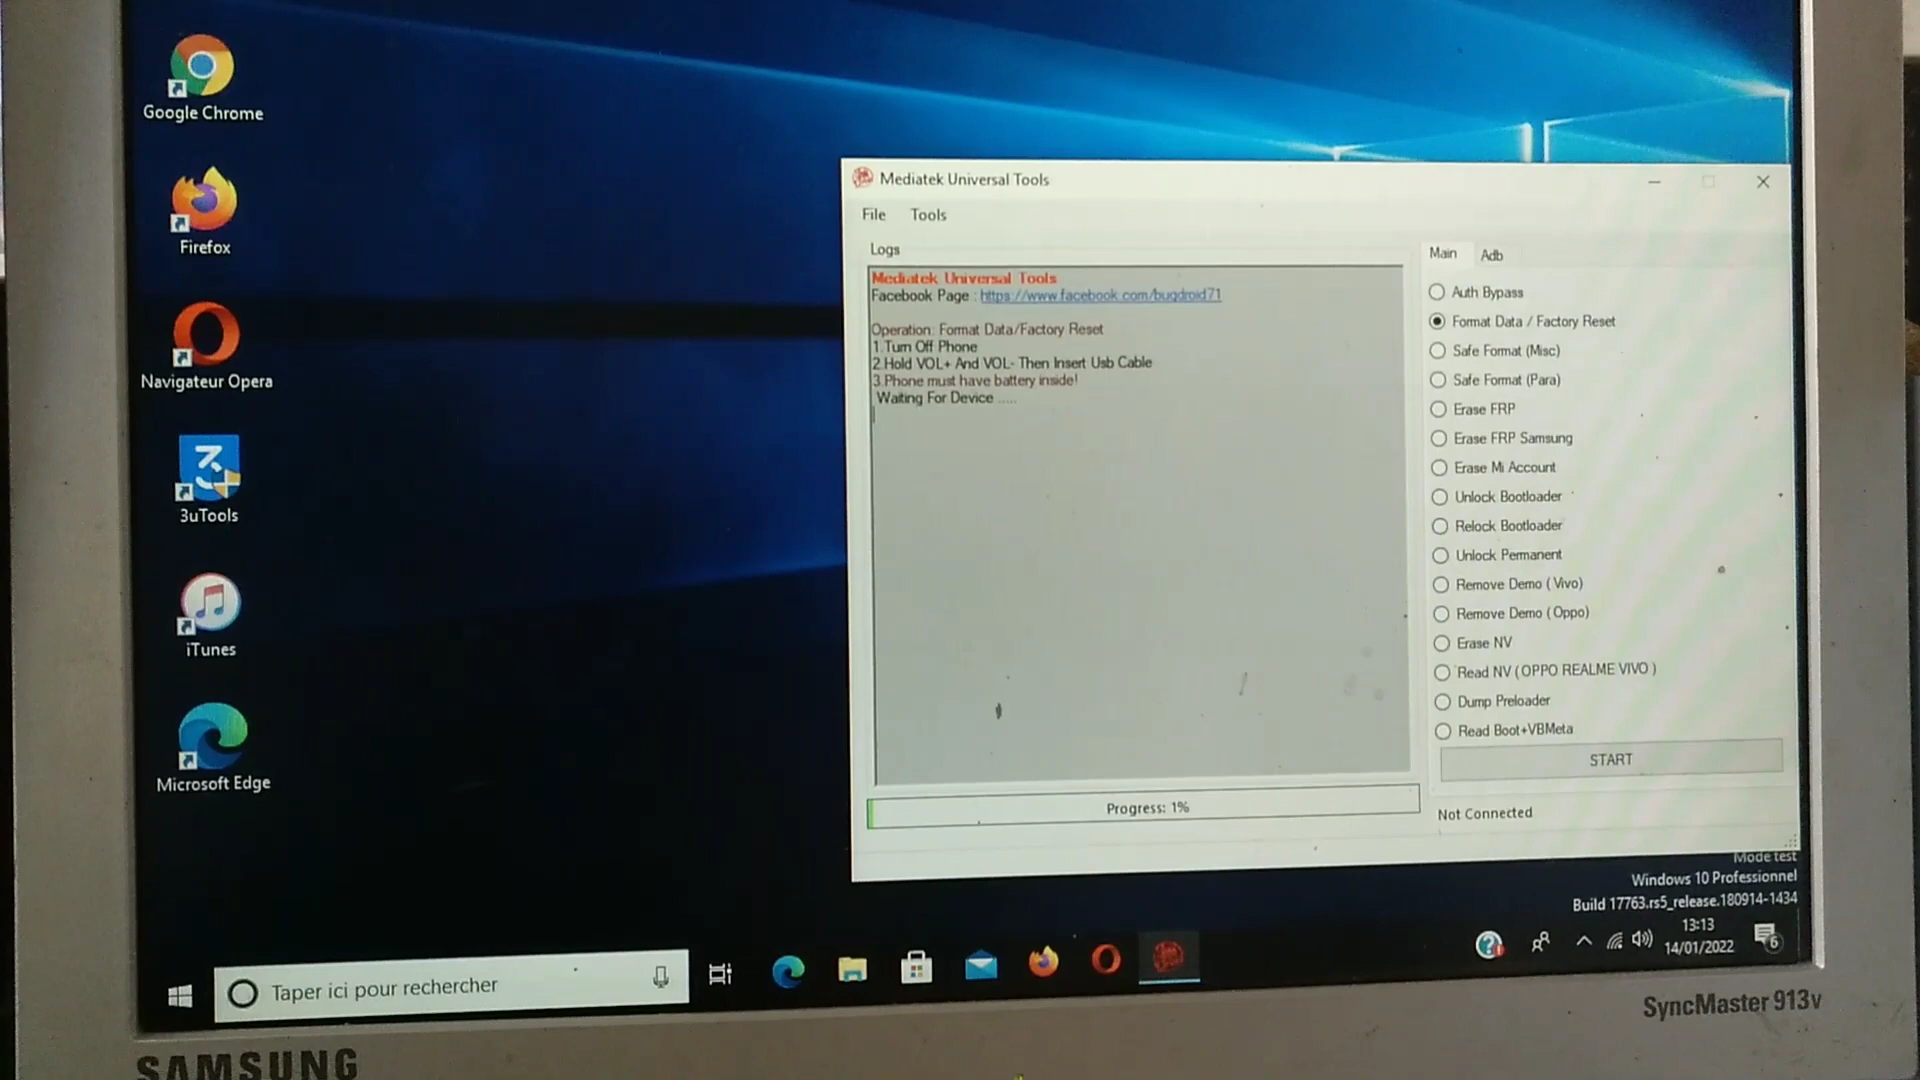 Google Chrome
Firefox
Navigateur Opera
3uTools
iTunes
Microsoft Edge
Mediatek Universal Tools
File Tools
Logs
Mediatek Universal Tools
Facebook Page : https://www.facebook.com/bugdroid71
Operation: Format Data/Factory Reset
1.Turn Off Phone
2.Hold VOL+ And VOL- Then Insert Usb Cable
3.Phone must have battery inside!
Waiting For Device .....
Progress: 1%
Main Adb
Auth Bypass
Format Data / Factory Reset
Safe Format (Misc)
Safe Format (Para)
Erase FRP
Erase FRP Samsung
Erase Mi Account
Unlock Bootloader
Relock Bootloader
Unlock Permanent
Remove Demo ( Vivo)
Remove Demo ( Oppo)
Erase NV
Read NV ( OPPO REALME VIVO )
Dump Preloader
Read Boot+VBMeta
START
Not Connected
Mode test
Windows 10 Professionnel
Build 17763.rs5_release.180914-1434
Taper ici pour rechercher
13:13
14/01/2022
6
SyncMaster 913v
SAMSUNG